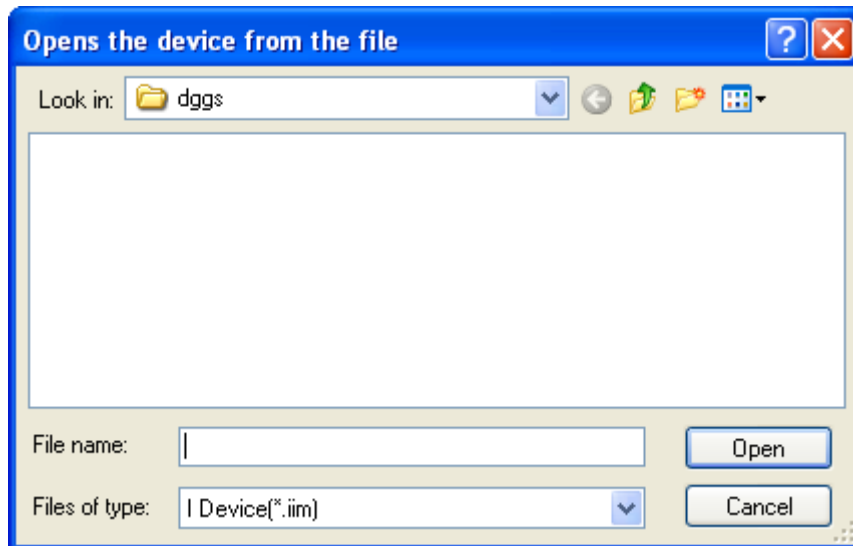 Opens the device from the file
Look in: dggs
File name:
Open
Files of type: I Device(*.iim)
Cancel